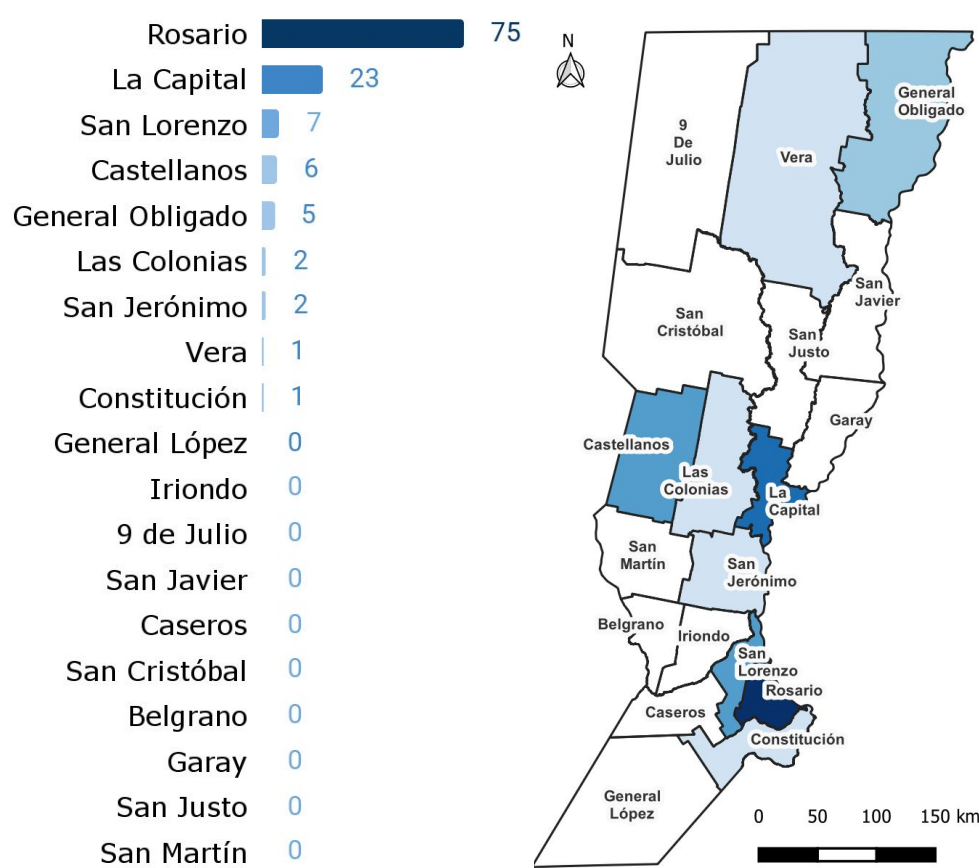 Rosario 75
La Capital 23
San Lorenzo 7
Castellanos 6
General Obligado 5
Las Colonias 2
San Jerónimo 2
Vera 1
Constitución 1
General López 0
Iriondo 0
9 de Julio 0
San Javier 0
Caseros 0
San Cristóbal 0
Belgrano 0
Garay 0
San Justo 0
San Martín 0
N
General
Obligado
9
De
Julio
Vera
San
Javier
San
Cristóbal
San
Justo
Garay
Castellanos
Las
Colonias
La
Capital
San
Martín
San
Jerónimo
Belgrano
Iriondo
San
Lorenzo
Rosario
Caseros
Constitución
General
López
0 50 100 150 km